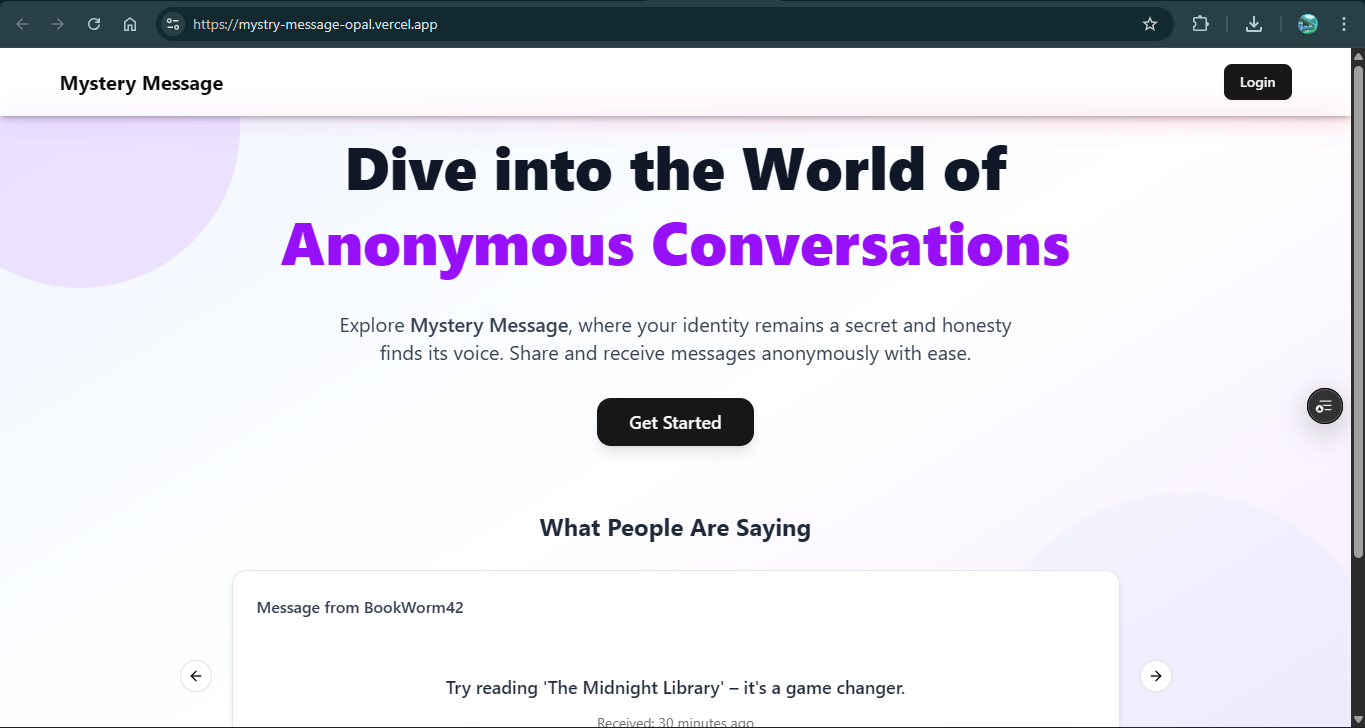 https://mystry-message-opal.vercel.app
Mystery Message
Login
Dive into the World of
Anonymous Conversations
Explore Mystery Message, where your identity remains a secret and honesty
finds its voice. Share and receive messages anonymously with ease.
Get Started
What People Are Saying
Message from BookWorm42
Try reading 'The Midnight Library' – it's a game changer.
Received: 30 minutes ago